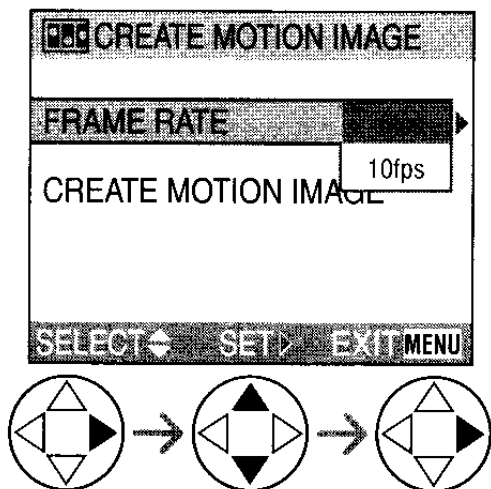 CREATE MOTION IMAGE
FRAME RATE
10fps
CREATE MOTION IMAGE
SELECT SET EXIT MENU